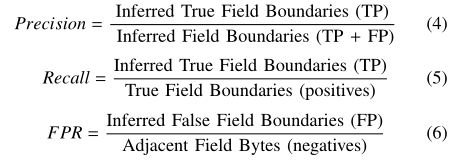 Precision = Inferred True Field Boundaries (TP) / Inferred Field Boundaries (TP + FP) (4)
Recall = Inferred True Field Boundaries (TP) / True Field Boundaries (positives) (5)
FPR = Inferred False Field Boundaries (FP) / Adjacent Field Bytes (negatives) (6)